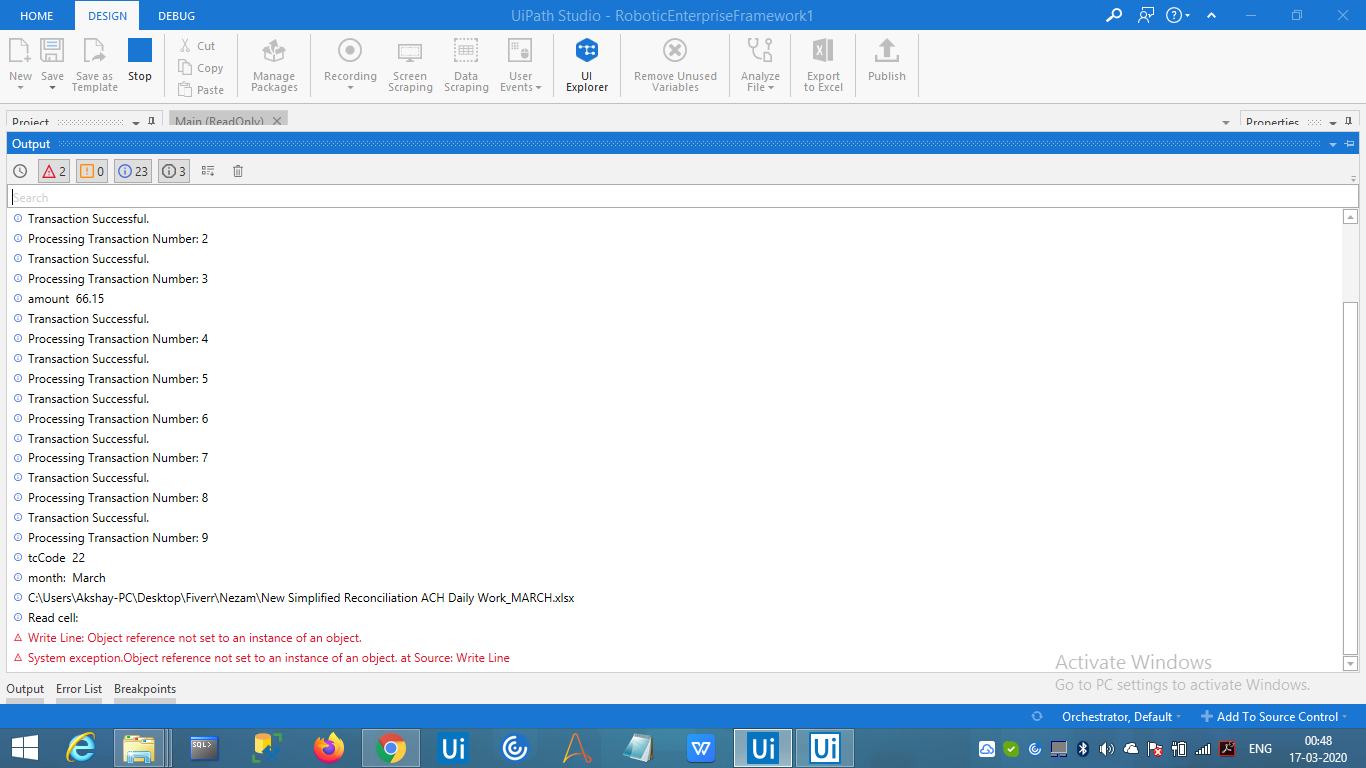 HOME DESIGN DEBUG UiPath Studio - RoboticEnterpriseFramework1
New Save Save as Template Stop Cut Copy Paste Manage Packages Recording Screen Scraping Data Scraping User Events UI Explorer Remove Unused Variables Analyze File Export to Excel Publish
Project Main (ReadOnly) Properties
Output
2 0 23 3
Search
Transaction Successful.
Processing Transaction Number: 2
Transaction Successful.
Processing Transaction Number: 3
amount 66.15
Transaction Successful.
Processing Transaction Number: 4
Transaction Successful.
Processing Transaction Number: 5
Transaction Successful.
Processing Transaction Number: 6
Transaction Successful.
Processing Transaction Number: 7
Transaction Successful.
Processing Transaction Number: 8
Transaction Successful.
Processing Transaction Number: 9
tcCode 22
month: March
C:\Users\Akshay-PC\Desktop\Fiverr\Nezam\New Simplified Reconciliation ACH Daily Work_MARCH.xlsx
Read cell:
Write Line: Object reference not set to an instance of an object.
System exception.Object reference not set to an instance of an object. at Source: Write Line
Activate Windows
Go to PC settings to activate Windows.
Output Error List Breakpoints
Orchestrator, Default Add To Source Control
SQL> Ui W Ui Ui ENG 00:48
17-03-2020